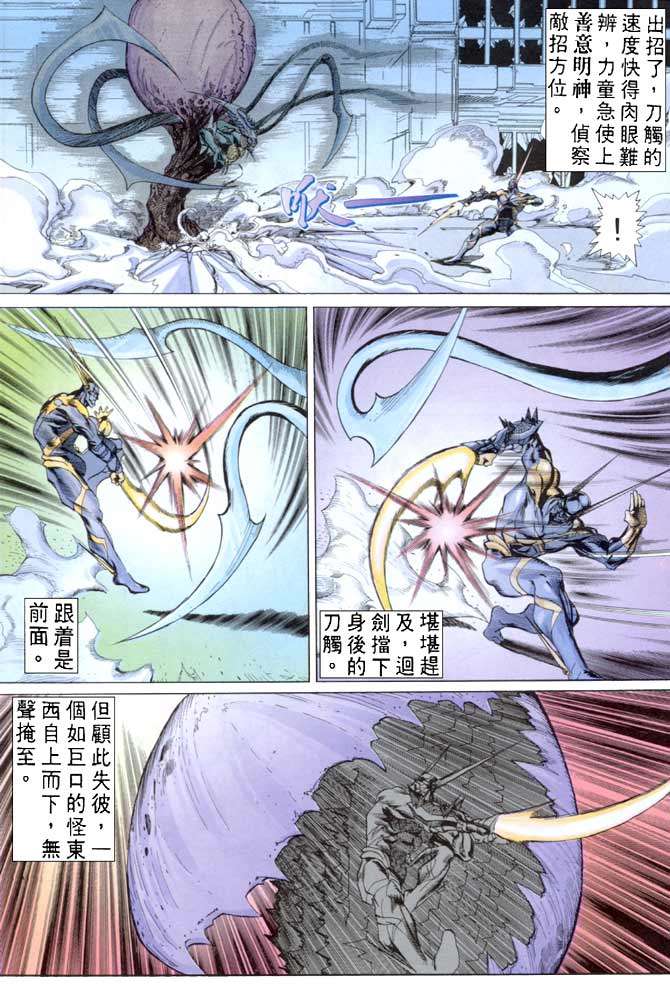 出招了，刀觸的
速度快得肉眼難
辨，力童急使上
善意明神，偵察
敵招方位。
！
吹
堪堪趕
及，迴
劍擋下
身後的
刀觸。
跟着是
前面。
但顧此失彼，一
個如巨口的怪東
西自上而下，無
聲掩至。